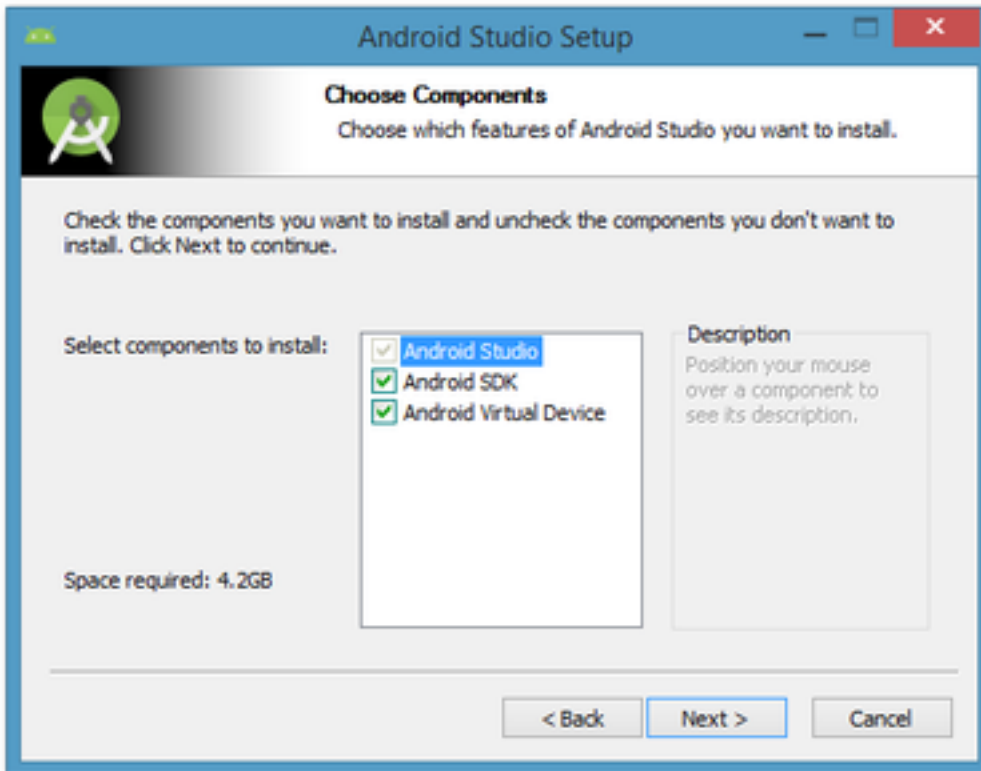 Android Studio Setup
Choose Components
Choose which features of Android Studio you want to install.
Check the components you want to install and uncheck the components you don't want to
install. Click Next to continue.
Select components to install:
Android Studio
Android SDK
Android Virtual Device
Description
Position your mouse
over a component to
see its description.
Space required: 4.2GB
< Back
Next >
Cancel